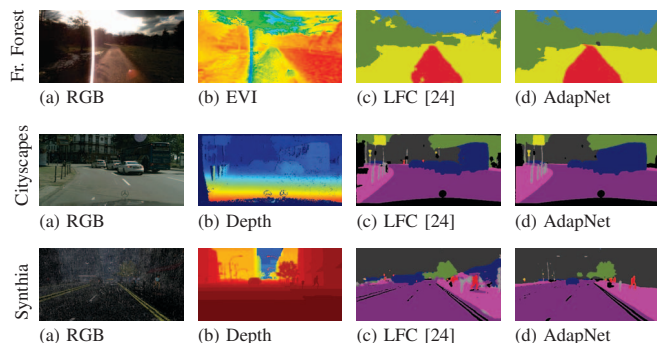 Fr. Forest
(a) RGB (b) EVI (c) LFC [24] (d) AdapNet
Cityscapes
(a) RGB (b) Depth (c) LFC [24] (d) AdapNet
Synthia
(a) RGB (b) Depth (c) LFC [24] (d) AdapNet